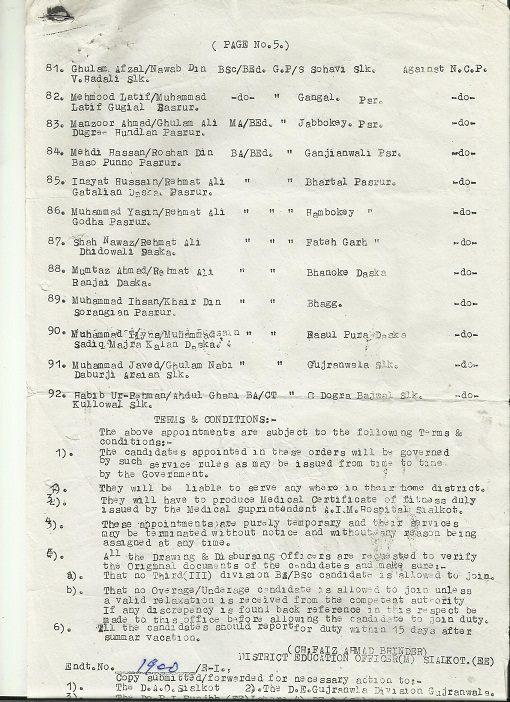 ( PAGE No.5.)
81. Ghulam Afzal/Nawab Din BSc/BEd. G.P/S Sohavi Slk. Against N.C.P.
V.Badali Slk.
82. Mehmood Latif/Muhammad -do- " Gangal. Psr. -do-
Latif Gugial Pasrur.
83. Manzoor Ahmad/Ghulam Ali MA/BEd. " Jabbokey. Psr. -do-
Dugre- Hundlan Pasrur.
84. Mehdi Hassan/Roshan Din BA/BEd. " Ganjianwali Psr. -do-
Baso Punno Pasrur.
85. Inayat Hussain/Rehmat Ali " " Bhartal Pasrur. -do-
Gatalian Daska. Pasrur.
86. Muhammad Yasin/Rehmat Ali " " Hambokey " -do-
Godha Pasrur.
87. Shah Nawaz/Rehmat Ali " " Fateh Garh " -do-
Dhidowali Daska.
88. Mumtaz Ahmad/Rahmat Ali " " Bhanoke Daska -do-
Ranjai Daska.
89. Muhammad Ihsan/Khair Din " " Bhagg. -do-
Sorangian Pasrur.
90. Muhammad " " Rasul Pura Daska -do-
Sadiq Majra Kalan Daska.
91. Muhammad Javed/Ghulam Nabi " " Gujranwala Slk. -do-
Daburji Araian Slk.
92. Habib Ur-Rehman/Abdul Ghani BA/CT " C Dogra Bajwal Slk. -do-
Kullowal Slk.
TERMS & CONDITIONS:-
The above appointments are subject to the following Terms &
conditions:-
1). The candidates appointed in these orders will be governed
by such service rules as may be issued from time to time
by the Government.
2). They will be liable to serve any where in their home district.
3). They will have to produce Medical Certificate of fitness duly
issued by the Medical Suprintendent A.I.M.Hospital Sialkot.
4). These appointments are purely temporary and their services
may be terminated without notice and without any reason being
assigned at any time.
5). All the Drawing & Disbursing Officers are requested to verify
the Original documents of the candidates and make sure:-
a). That no Third(III) division BA/BSc candidate is allowed to join.
b). That no Overage/Underage candidate is allowed to join unless
a valid relaxation is received from the competent authority
If any discrepency is found back reference in this respect be
made to this office before allowing the candidate to join duty.
6). All the candidates should report for duty within 15 days after
summar vacation.
(CH:FAIZ AHMAD BHINDER)
DISTRICT EDUCATION OFFICER(M) SIALKOT.(EE)
Endt.No. 1900 /E-I.,
Copy submitted/forwarded for necessary action to:-
1). The D.A.O.Sialkot 2).The D.E.Gujranwla Division Gujranwala.